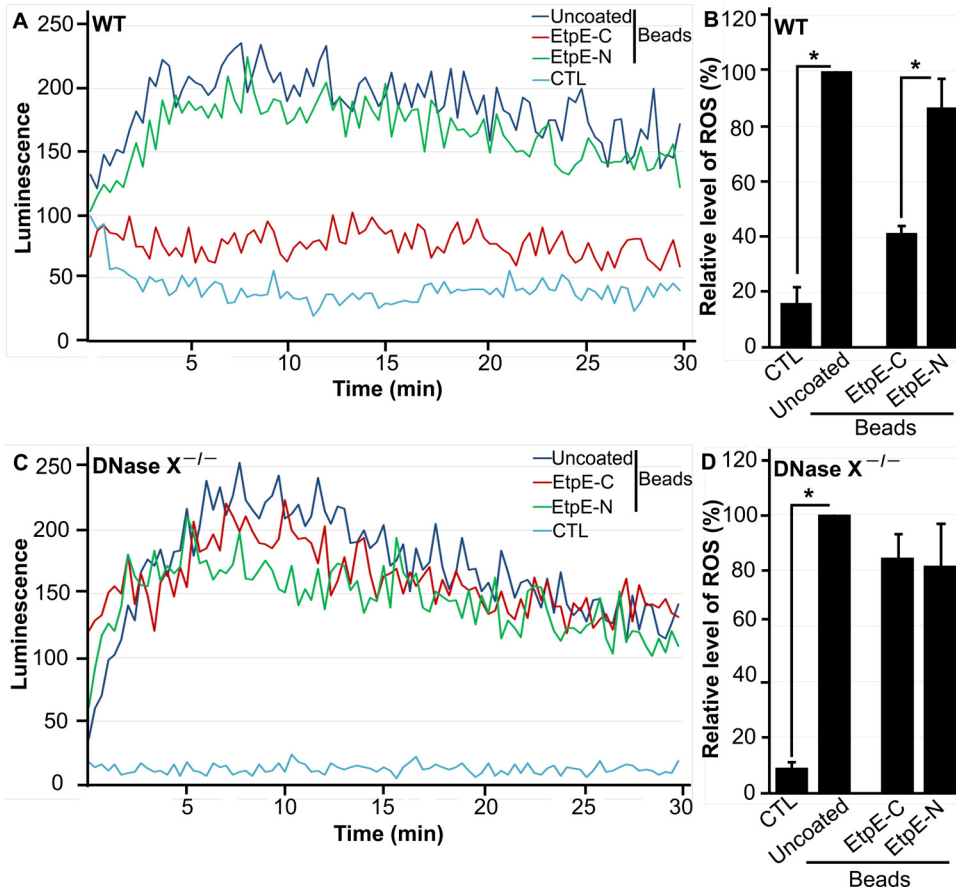 A WT
Uncoated
EtpE-C
EtpE-N
CTL
Beads
250
200
150
100
50
0
Luminescence
5 10 15 20 25 30
Time (min)
B WT
*
*
120
100
80
60
40
20
0
Relative level of ROS (%)
CTL
Uncoated
EtpE-C
EtpE-N
Beads
C DNase X−/−
Uncoated
EtpE-C
EtpE-N
CTL
Beads
250
200
150
100
50
0
Luminescence
5 10 15 20 25 30
Time (min)
D DNase X−/−
*
120
100
80
60
40
20
0
Relative level of ROS (%)
CTL
Uncoated
EtpE-C
EtpE-N
Beads